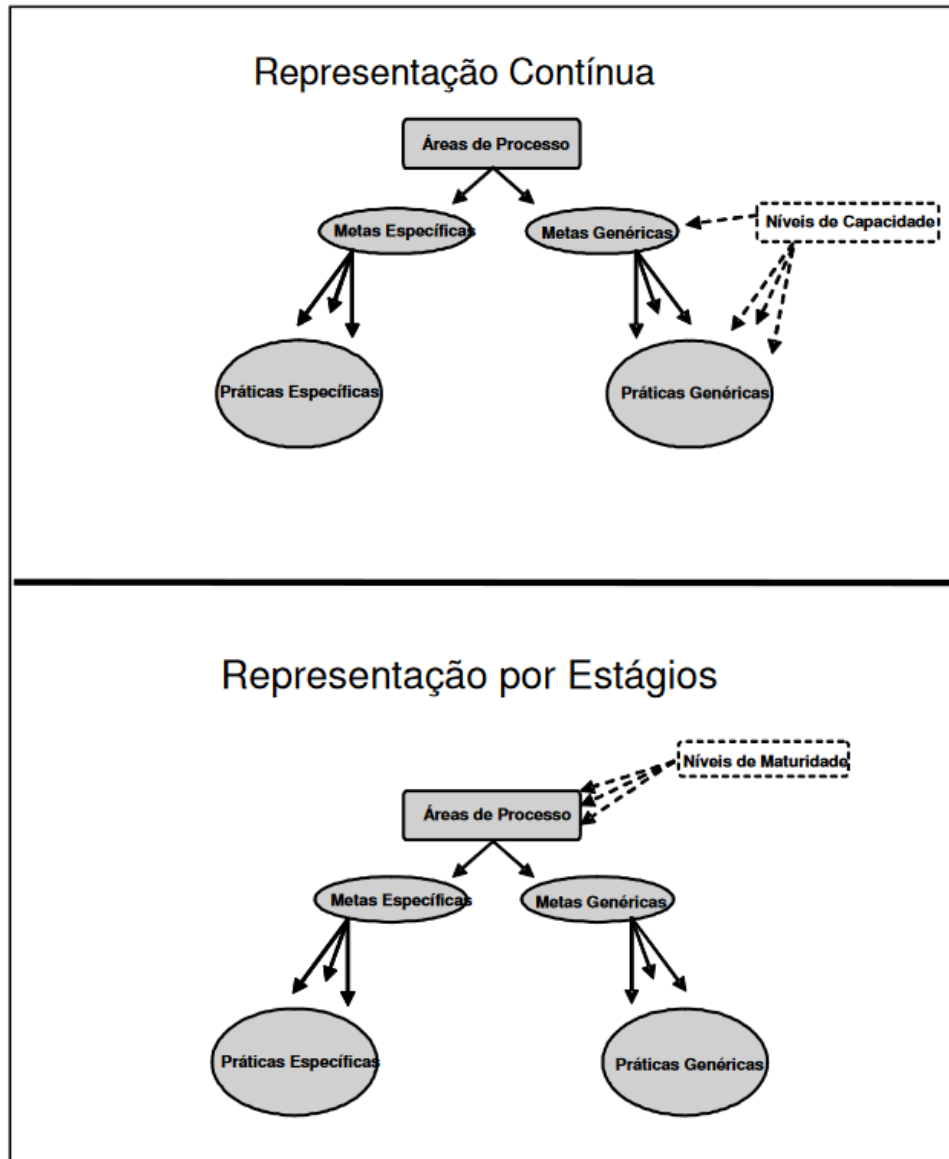 Representação Contínua
Áreas de Processo
Metas Específicas
Metas Genéricas
Níveis de Capacidade
Práticas Específicas
Práticas Genéricas
Representação por Estágios
Níveis de Maturidade
Áreas de Processo
Metas Específicas
Metas Genéricas
Práticas Específicas
Práticas Genéricas